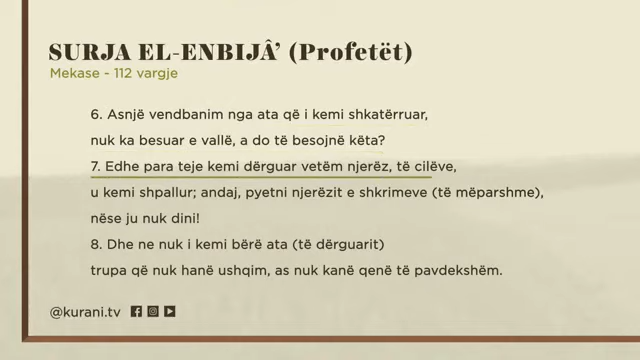 SURJA EL-ENBIJÂ’ (Profetët)
Mekase - 112 vargje
6. Asnjë vendbanim nga ata që i kemi shkatërruar,
nuk ka besuar e vallë, a do të besojnë këta?
7. Edhe para teje kemi dërguar vetëm njerëz, të cilëve,
u kemi shpallur; andaj, pyetni njerëzit e shkrimeve (të mëparshme),
nëse ju nuk dini!
8. Dhe ne nuk i kemi bërë ata (të dërguarit)
trupa që nuk hanë ushqim, as nuk kanë qenë të pavdekshëm.
@kurani.tv